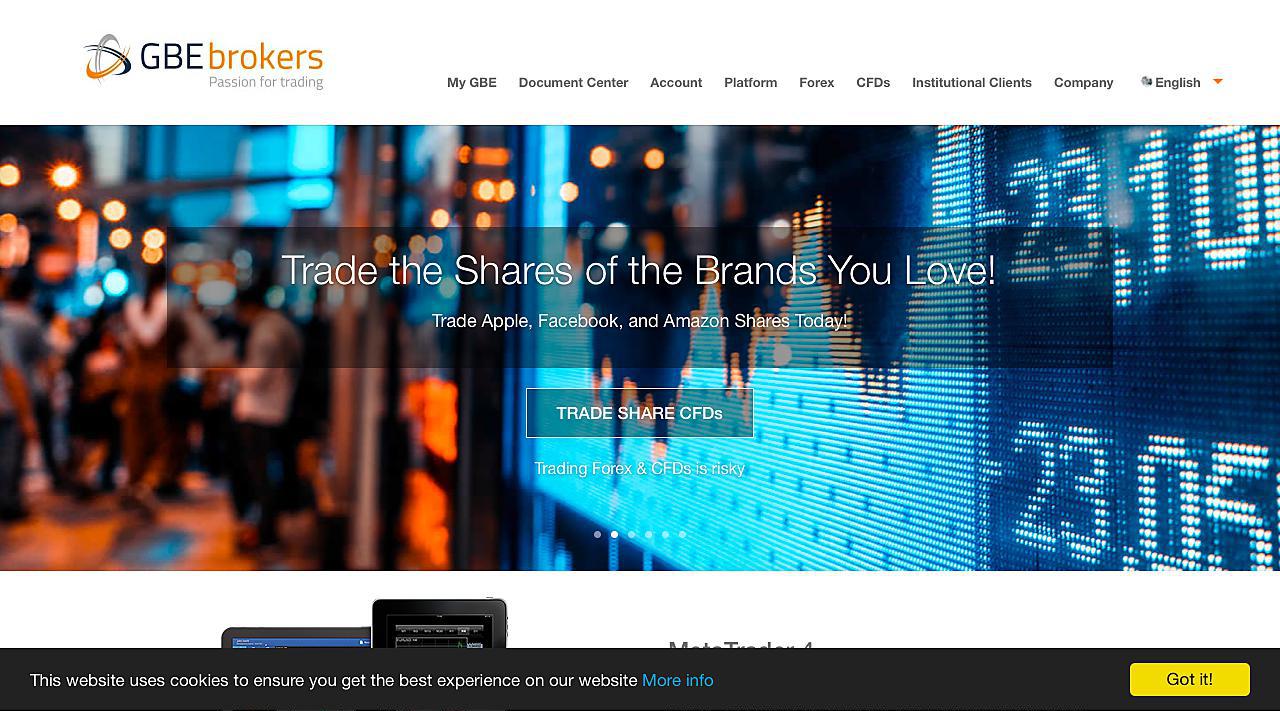 GBE brokers
Passion for trading
My GBE Document Center Account Platform Forex CFDs Institutional Clients Company English
Trade the Shares of the Brands You Love!
Trade Apple, Facebook, and Amazon Shares Today!
TRADE SHARE CFDs
Trading Forex & CFDs is risky
MetaTrader 4
This website uses cookies to ensure you get the best experience on our website More info
Got it!